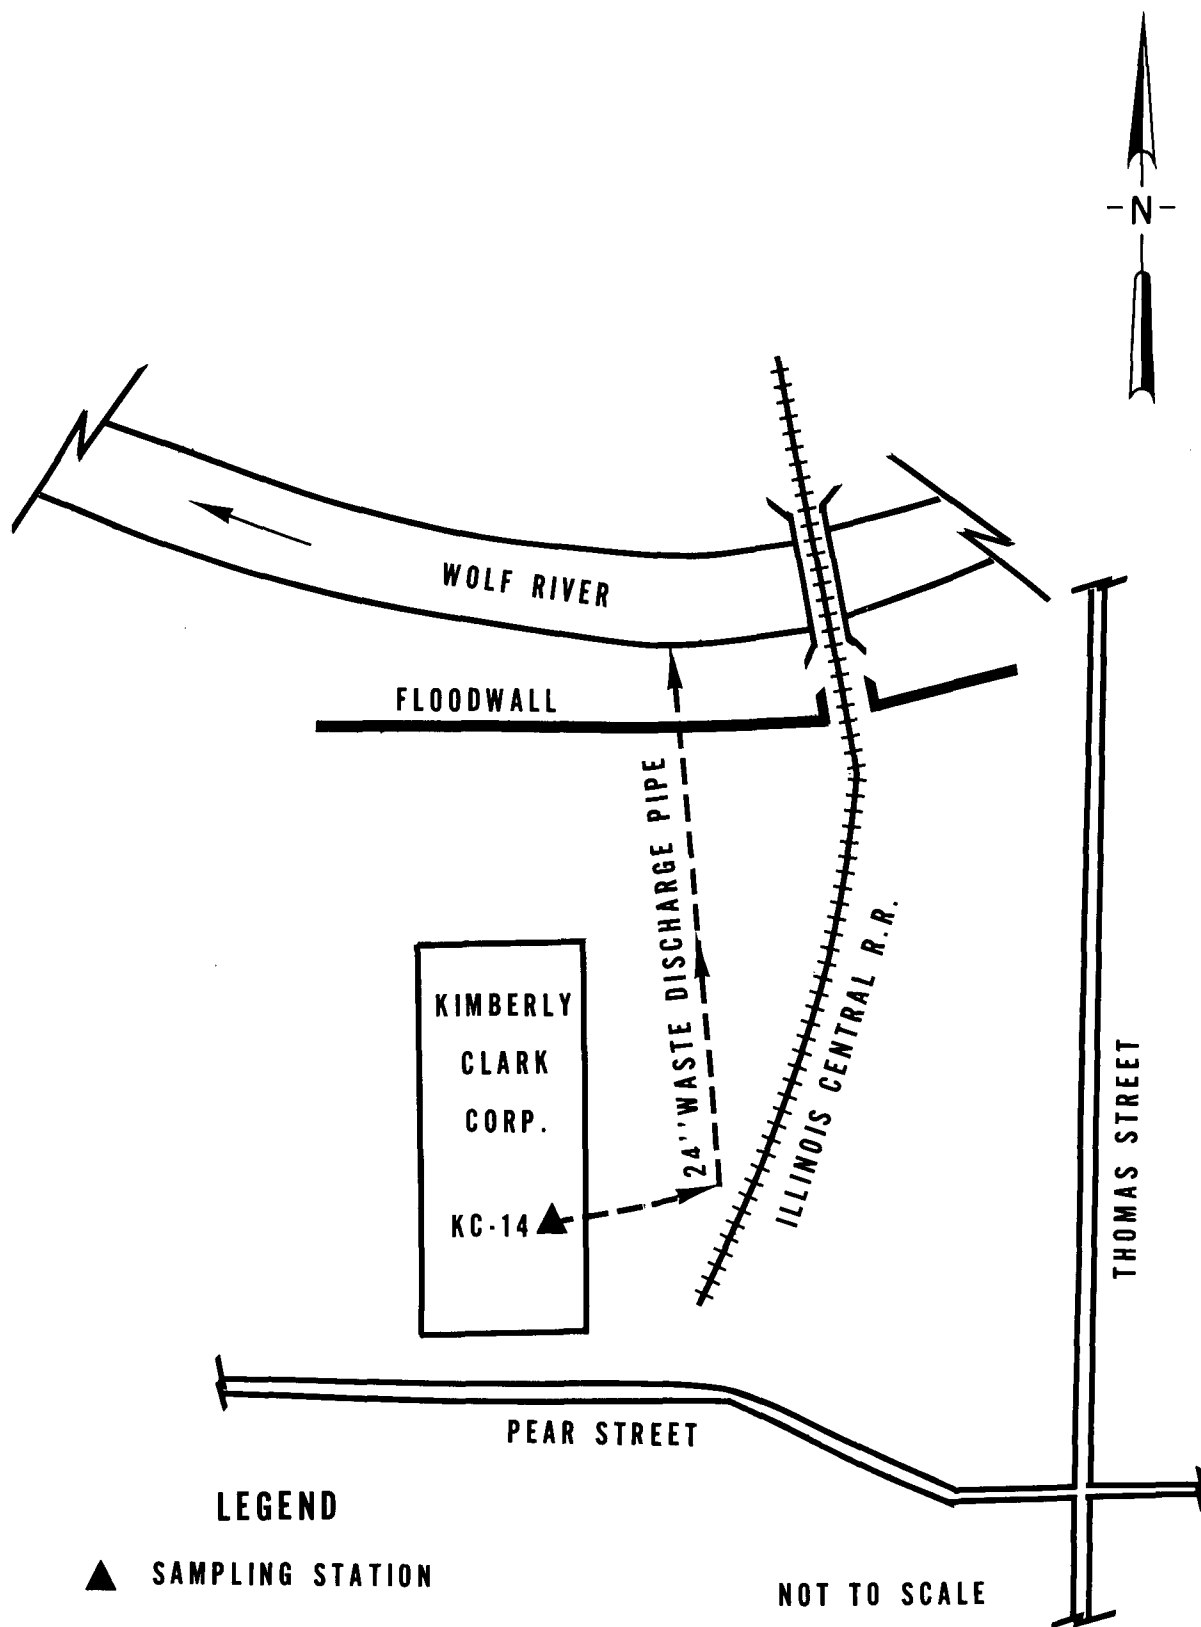 N
WOLF RIVER
FLOODWALL
24" WASTE DISCHARGE PIPE
ILLINOIS CENTRAL R.R.
THOMAS STREET
KIMBERLY
CLARK
CORP.
KC-14
PEAR STREET
LEGEND
SAMPLING STATION
NOT TO SCALE